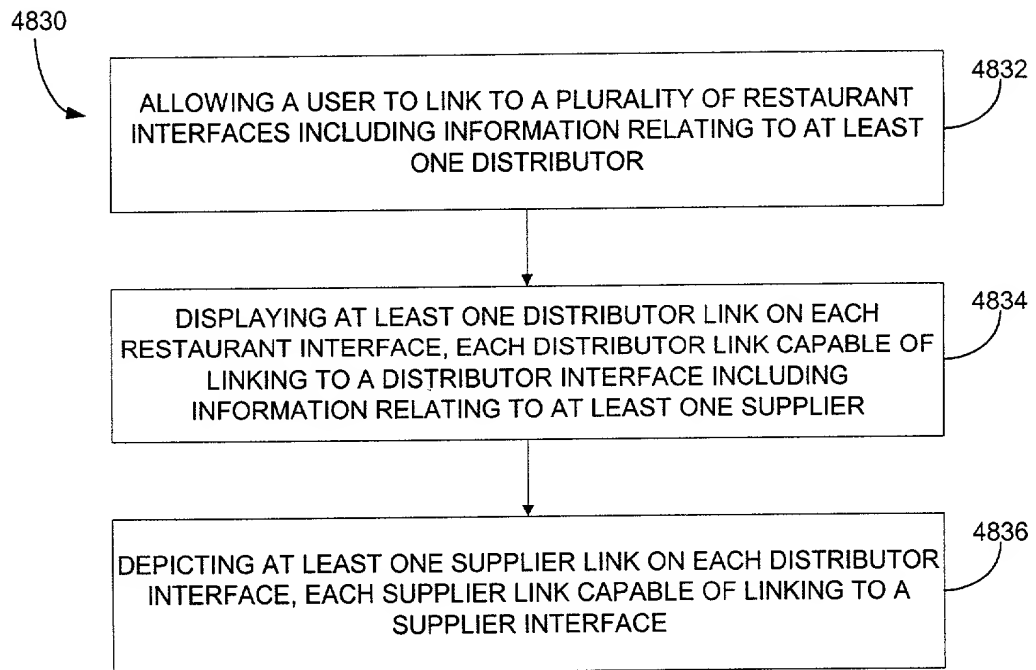 4830
4832
ALLOWING A USER TO LINK TO A PLURALITY OF RESTAURANT
INTERFACES INCLUDING INFORMATION RELATING TO AT LEAST
ONE DISTRIBUTOR
4834
DISPLAYING AT LEAST ONE DISTRIBUTOR LINK ON EACH
RESTAURANT INTERFACE, EACH DISTRIBUTOR LINK CAPABLE OF
LINKING TO A DISTRIBUTOR INTERFACE INCLUDING
INFORMATION RELATING TO AT LEAST ONE SUPPLIER
4836
DEPICTING AT LEAST ONE SUPPLIER LINK ON EACH DISTRIBUTOR
INTERFACE, EACH SUPPLIER LINK CAPABLE OF LINKING TO A
SUPPLIER INTERFACE